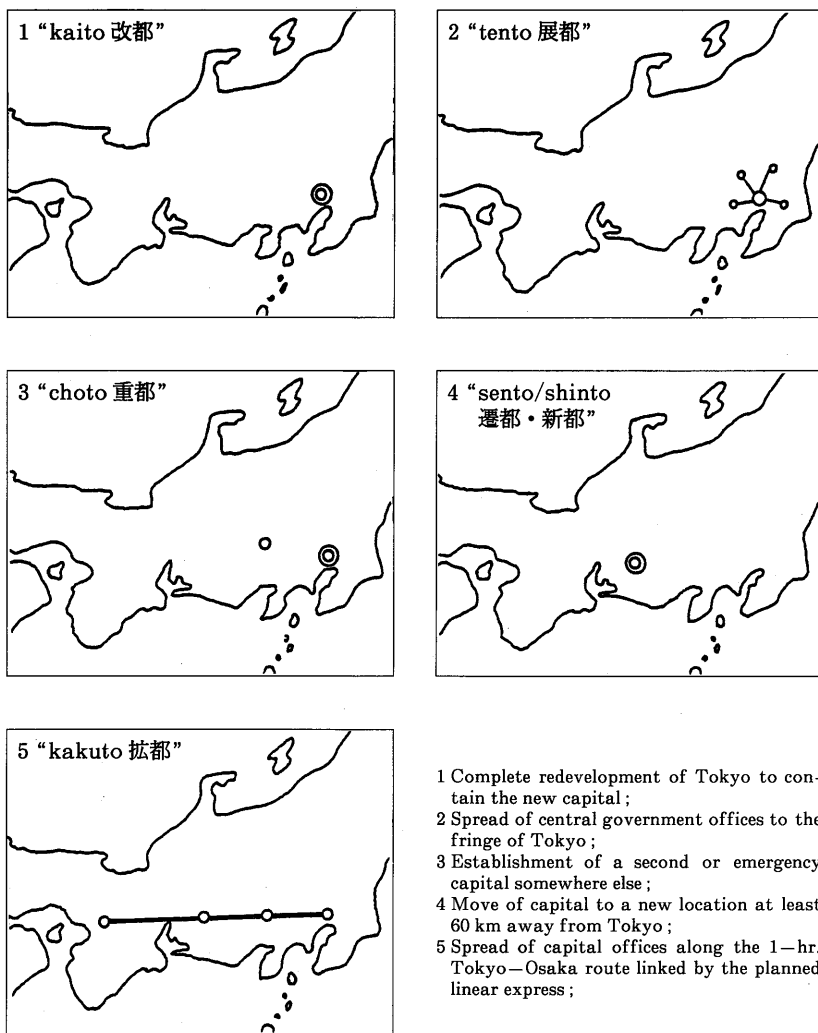 1 “kaito 改都”
2 “tento 展都”
3 “choto 重都”
4 “sento/shinto
遷都・新都”
5 “kakuto 拡都”
1 Complete redevelopment of Tokyo to con-
tain the new capital ;
2 Spread of central government offices to the
fringe of Tokyo ;
3 Establishment of a second or emergency
capital somewhere else ;
4 Move of capital to a new location at least
60 km away from Tokyo ;
5 Spread of capital offices along the 1—hr.
Tokyo—Osaka route linked by the planned
linear express ;